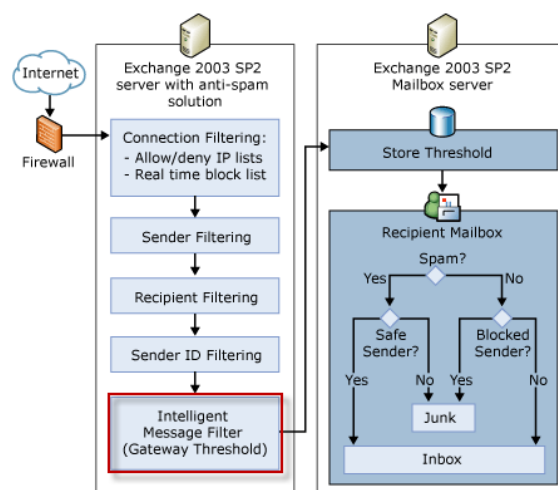 Internet
Firewall
Exchange 2003 SP2
server with anti-spam
solution
Connection Filtering:
- Allow/deny IP lists
- Real time block list
Sender Filtering
Recipient Filtering
Sender ID Filtering
Intelligent
Message Filter
(Gateway Threshold)
Exchange 2003 SP2
Mailbox server
Store Threshold
Recipient Mailbox
Spam?
Yes
No
Safe
Sender?
Blocked
Sender?
Yes
No
Yes
No
Junk
Inbox